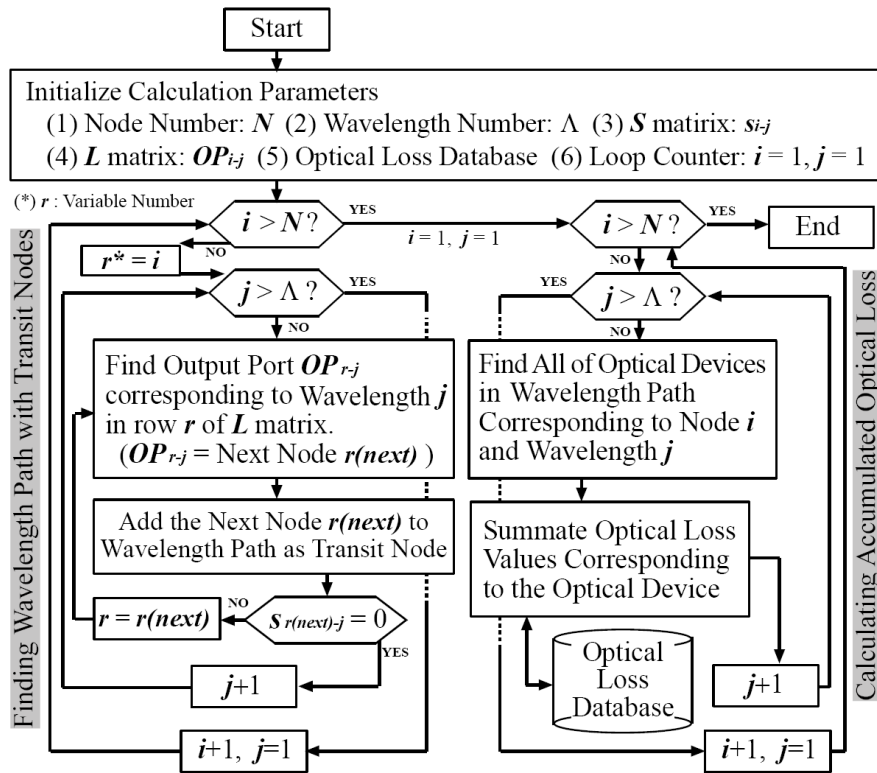 Start
Initialize Calculation Parameters
(1) Node Number: N (2) Wavelength Number: Λ (3) S matirix: si-j
(4) L matrix: OPi-j (5) Optical Loss Database (6) Loop Counter: i = 1, j = 1
(*) r : Variable Number
i > N ?
YES
i = 1, j = 1
NO
r* = i
j > Λ ?
YES
NO
Find Output Port OPr-j
corresponding to Wavelength j
in row r of L matrix.
(OPr-j = Next Node r(next) )
Add the Next Node r(next) to
Wavelength Path as Transit Node
s r(next)-j = 0
NO
r = r(next)
YES
j+1
i+1, j=1
Finding Wavelength Path with Transit Nodes
i > N ?
YES
End
NO
j > Λ ?
YES
NO
Find All of Optical Devices
in Wavelength Path
Corresponding to Node i
and Wavelength j
Summate Optical Loss
Values Corresponding
to the Optical Device
Optical
Loss
Database
j+1
i+1, j=1
Calculating Accumulated Optical Loss